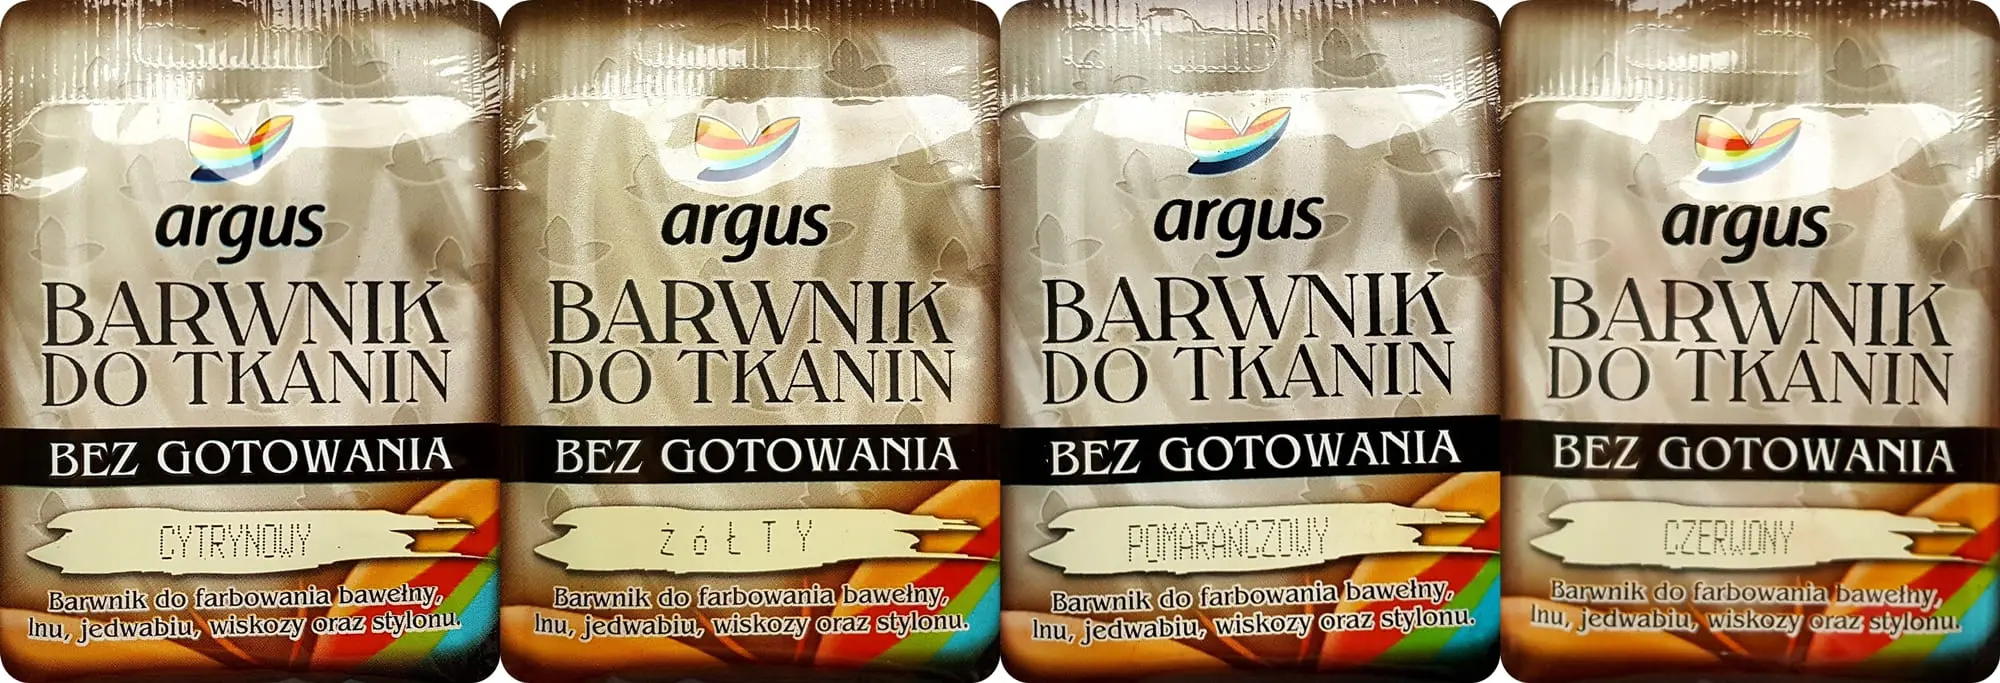 argus
BARWNIK
DO TKANIN
BEZ GOTOWANIA
CYTRYNOWY
Barwnik do farbowania bawełny,
lnu, jedwabiu, wiskozy oraz stylonu.
argus
BARWNIK
DO TKANIN
BEZ GOTOWANIA
ŻÓŁTY
Barwnik do farbowania bawełny,
lnu, jedwabiu, wiskozy oraz stylonu.
argus
BARWNIK
DO TKANIN
BEZ GOTOWANIA
POMARAŃCZOWY
Barwnik do farbowania bawełny,
lnu, jedwabiu, wiskozy oraz stylonu.
argus
BARWNIK
DO TKANIN
BEZ GOTOWANIA
CZERWONY
Barwnik do farbowania bawełny,
lnu, jedwabiu, wiskozy oraz stylonu.